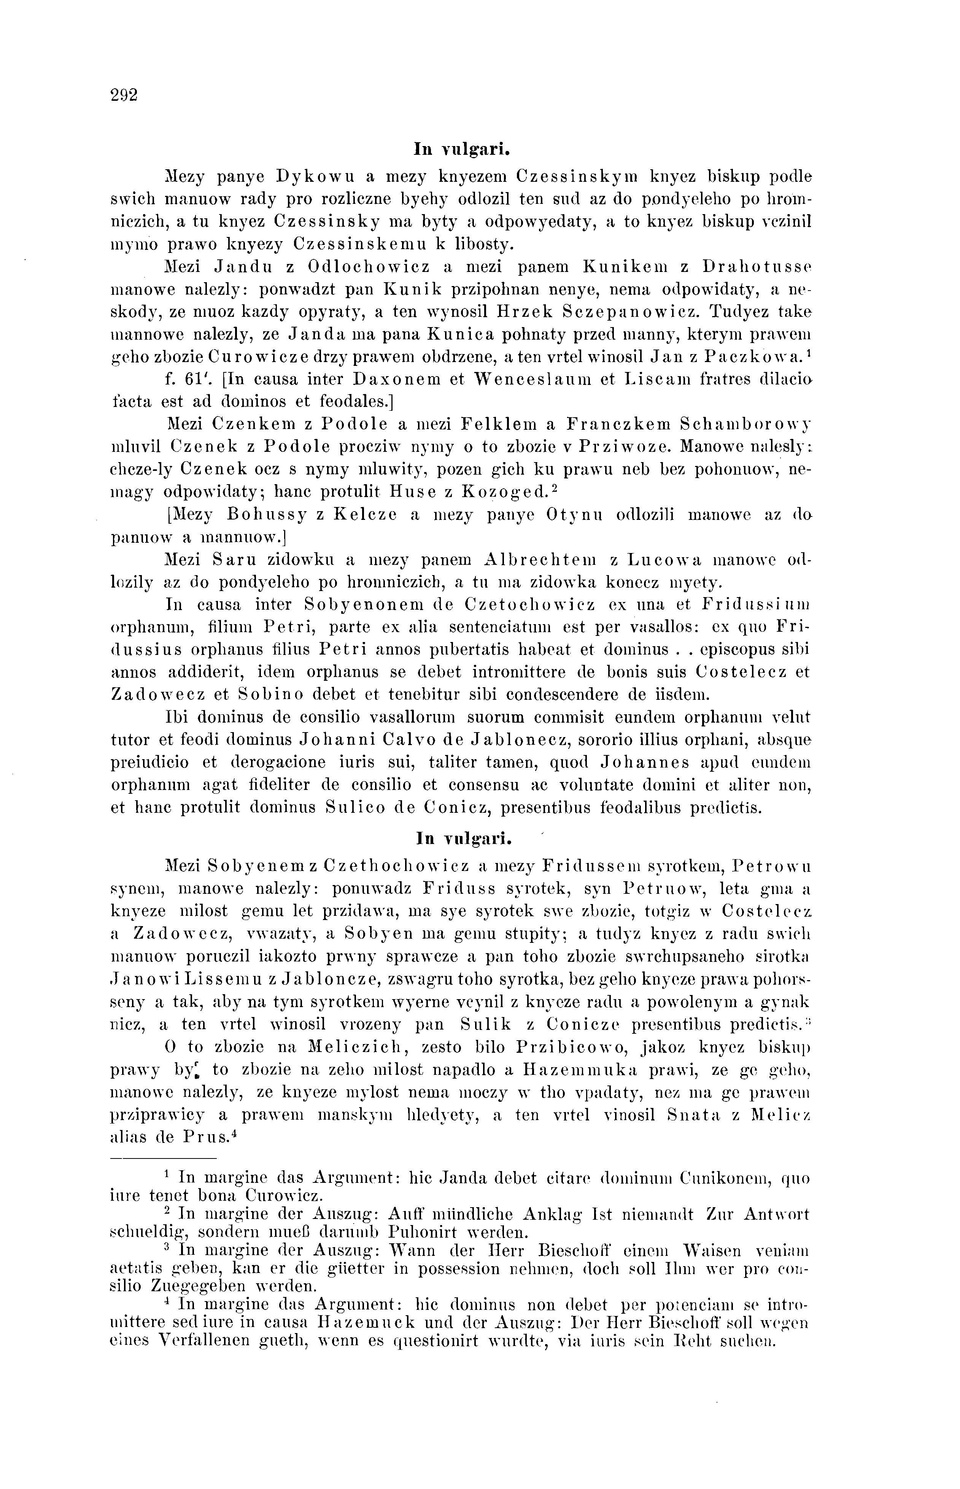 292
In vulgari.
Mezy panye Dykowu a mezy knyezem Czessinskym knyez biskup podle
swich manuow rady pro rozliczne byehy odlozil ten sud az do pondyeleho po hrom-
niczich, a tu knyez Czessinsky ma byty a odpowyedaty, a to knyez biskup vczinil
mymo prawo knyezy Czessinskemu k libosty.
Mezi Jandu z Odlochowicz a mezi panem Kunikem z Drahotusse
manowe nalezly: ponwadzt pan Kunik przipohnan nenye, nema odpowidaty, a ne-
skody, ze muoz kazdy opyraty, a ten wynosil Hrzek Sczepanowicz. Tudyez take
mannowe nalezly, ze Janda ma pana Kunica pohnaty przed manny, kterym prawem
geho zbozie Curowicze drzy prawem obdrzene, a ten vrtel winosil Jan z Paczkowa.¹
f. 61'. [In causa inter Daxonem et Wenceslaum et Liscam fratres dilacio
facta est ad dominos et feodales.]
Mezi Czenkem z Podole a mezi Felklem a Franczkem Schamborowy
mluvil Czenek z Podole procziw nymy o to zbozie v Prziwoze. Manowe nalesly:
chcze-ly Czenek ocz s nymy mluwity, pozen gich ku prawu neb bez pohonuow, ne-
magy odpowidaty; hanc protulit Huse z Kozoged.²
[Mezy Bohussy z Kelcze a mezy panye Otynu odlozili manowe az do
panuow a mannuow.]
Mezi Saru zidowku a mezy panem Albrechtem z Lucowa manowe od-
lozily az do pondyeleho po hromniczich, a tu ma zidowka konecz myety.
In causa inter Sobyenonem de Czetochowicz ex una et Fridussium
orphanum, filium Petri, parte ex alia sentenciatum est per vasallos: ex quo Fri-
dussius orphanus filius Petri annos pubertatis habeat et dominus . . episcopus sibi
annos addiderit, idem orphanus se debet intromittere de bonis suis Costelecz et
Zadowecz et Sobino debet et tenebitur sibi condescendere de iisdem.
Ibi dominus de consilio vasallorum suorum commisit eundem orphanum velut
tutor et feodi dominus Johanni Calvo de Jablonecz, sororio illius orphani, absque
preiudicio et derogacione iuris sui, taliter tamen, quod Johannes apud eundem
orphanum agat fideliter de consilio et consensu ac voluntate domini et aliter non,
et hanc protulit dominus Sulico de Conicz, presentibus feodalibus predictis.
In vulgari.
Mezi Sobyenem z Czethochowicz a mezy Fridussem syrotkem, Petrowu
synem, manowe nalezly: ponuwadz Friduss syrotek, syn Petruow, leta gma a
knyeze milost gemu let przidawa, ma sye syrotek swe zbozie, totgiz w Costelecz
a Zadowecz, vwazaty, a Sobyen ma gemu stupity; a tudyz knyez z radu swich
manuow poruczil iakozto prwny sprawcze a pan toho zbozie swrchupsaneho sirotka
Janowi Lissemu z Jabloncze, zswagru toho syrotka, bez geho knyeze prawa pohors-
seny a tak, aby na tym syrotkem wyerne vcynil z knyeze radu a powolenym a gynak
nicz, a ten vrtel winosil vrozeny pan Sulik z Conicze presentibus predictis.³
O to zbozie na Meliczich, zesto bilo Przibicowo, jakoz knyez biskup
prawy to zbozie na zeho milost napadlo a Hazemmuka prawi, ze ge geho,
manowe nalezly, ze knyeze mylost nema moczy w tho vpadaty, nez ma ge prawem
prziprawicy a prawem manskym hledyety, a ten vrtel vinosil Snata z Melicz
alias de Prus.⁴
¹ In margine das Argument: hic Janda debet citare dominum Cunikonem, quo
iure tenet bona Curowicz.
² In margine der Auszug: Auff mündliche Anklag Ist niemandt Zur Antwort
schueldig, sondern mueß darumb Puhonirt werden.
³ In margine der Auszug: Wann der Herr Bieschoff einem Waisen veniam
aetatis geben, kan er die güetter in possession nehmen, doch soll Ihm wer pro con-
silio Zuegegeben werden.
⁴ In margine das Argument: hic dominus non debet per potenciam se intro-
mittere sed iure in causa Hazemuck und der Auszug: Der Herr Bieschoff soll wegen
eines Verfallenen gueth, wenn es questionirt wurdte, via iuris sein Reht suchen.